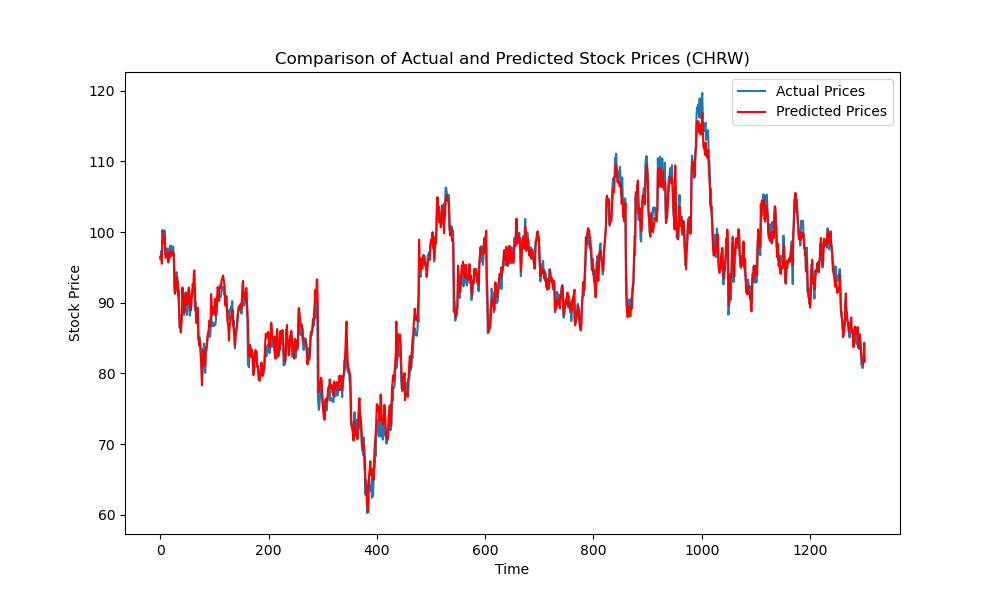 Comparison of Actual and Predicted Stock Prices (CHRW)
Actual Prices
Predicted Prices
120
110
100
90
80
70
60
Stock Price
0 200 400 600 800 1000 1200
Time